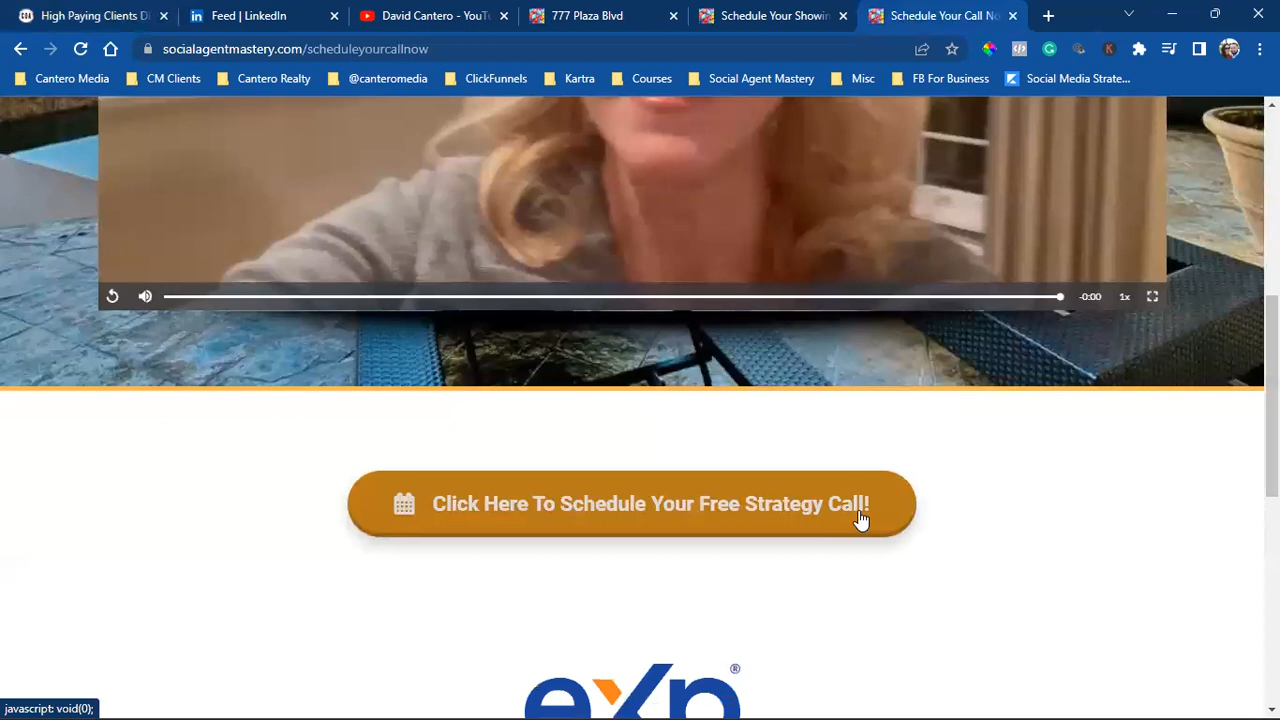 High Paying Clients D
Feed | LinkedIn
David Cantero - YouT
777 Plaza Blvd
Schedule Your Showin
Schedule Your Call No
socialagentmastery.com/scheduleyourcallnow
Cantero Media
CM Clients
Cantero Realty
@canteromedia
ClickFunnels
Kartra
Courses
Social Agent Mastery
Misc
FB For Business
Social Media Strate...
-0:00
1x
Click Here To Schedule Your Free Strategy Call!
eXp®
javascript: void(0);